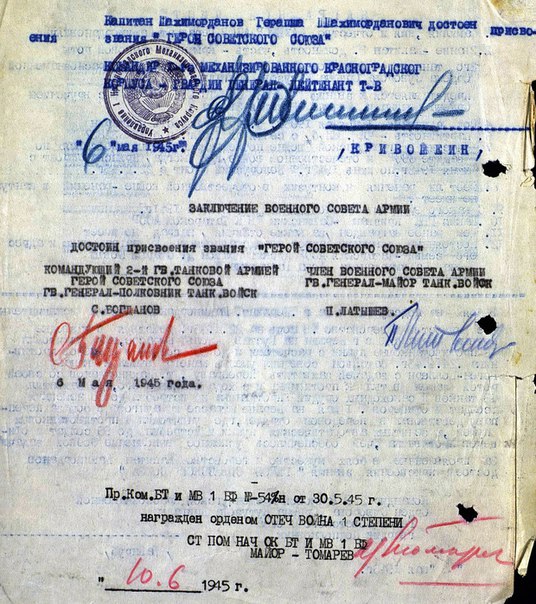 Капитан Шахиморданов Герашма Шахиморданович достоен присво-
ения звания " ГЕРОЙ СОВЕТСКОГО СОЮЗА"
КОМАНДИР МЕХАНИЗИРОВАННОГО КРАСНОГРАДСКОГ
КОРПУСА - ГВАРДИИ ГЕНЕРАЛ-ЛЕЙТЕНАНТ Т-В
"6" мая 1945г.
/КРИВОШЕИН/
ЗАКЛЮЧЕНИЕ ВОЕННОГО СОВЕТА АРМИИ
ДОСТОИН присвоения звания "ГЕРОЙ СОВЕТСКОГО СОЮЗА"
КОМАНДУЮЩИЙ 2-й ГВ.ТАНКОВОЙ АРМИЕЙ
ГЕРОЙ СОВЕТСКОГО СОЮЗА
ГВ.ГЕНЕРАЛ-ПОЛКОВНИК ТАНК.ВОЙСК
С.БОГДАНОВ
ЧЛЕН ВОЕННОГО СОВЕТА АРМИИ
ГВ.ГЕНЕРАЛ-МАЙОР ТАНК.ВОЙСК
П.ЛАТЫШЕВ.
6 Мая 1945 года.
Пр.Ком.БТ и МВ 1 БФ № 54/н от 30.5.45 г.
награжден орденом ОТЕЧ ВОЙНА 1 СТЕПЕНИ
СТ ПОМ НАЧ ОК БТ И МВ 1 БФ
МАЙОР - ТОМАРЕВ
"10.6 1945 г.